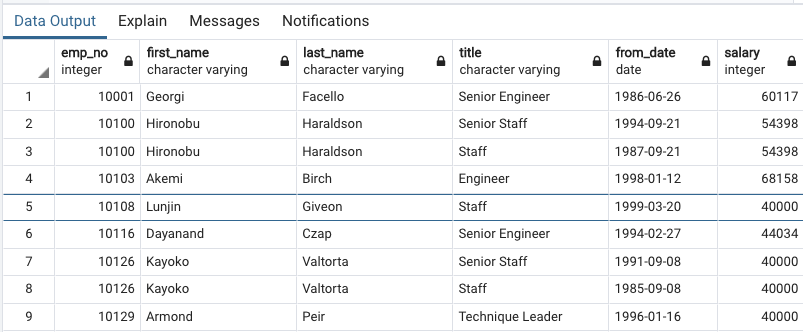 Data Output Explain Messages Notifications
emp_no first_name last_name title from_date salary
integer character varying character varying character varying date integer
1 10001 Georgi Facello Senior Engineer 1986-06-26 60117
2 10100 Hironobu Haraldson Senior Staff 1994-09-21 54398
3 10100 Hironobu Haraldson Staff 1987-09-21 54398
4 10103 Akemi Birch Engineer 1998-01-12 68158
5 10108 Lunjin Giveon Staff 1999-03-20 40000
6 10116 Dayanand Czap Senior Engineer 1994-02-27 44034
7 10126 Kayoko Valtorta Senior Staff 1991-09-08 40000
8 10126 Kayoko Valtorta Staff 1985-09-08 40000
9 10129 Armond Peir Technique Leader 1996-01-16 40000